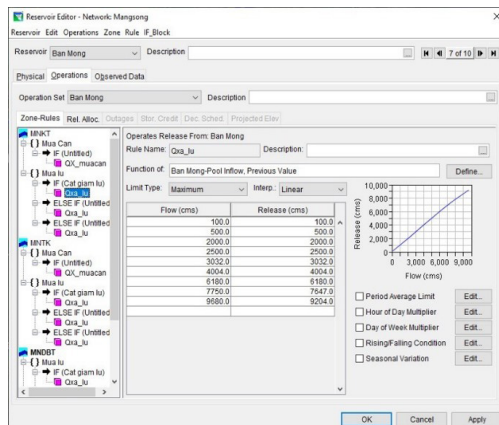 Reservoir Editor - Network: Mangsong
Reservoir Edit Operations Zone Rule IF_Block
Reservoir Ban Mong Description 7 of 10
Physical Operations Observed Data
Operation Set Ban Mong Description
Zone-Rules Rel. Alloc. Outages Stor. Credit Dec. Sched. Projected Elev
MNKT
{ } Mua Can
IF (Untitled)
QX_muacan
{ } Mua lu
IF (Cat giam lu)
Qxa_lu
ELSE IF (Untitled
Qxa_lu
ELSE IF (Untitled
Qxa_lu
MNTK
{ } Mua Can
IF (Untitled)
QX_muacan
{ } Mua lu
IF (Cat giam lu)
Qxa_lu
ELSE IF (Untitled
Qxa_lu
ELSE IF (Untitled
Qxa_lu
MNDBT
{ } Mua lu
IF (Cat giam lu)
Qxa_lu
Operates Release From: Ban Mong
Rule Name: Qxa_lu Description:
Function of: Ban Mong-Pool Inflow, Previous Value Define...
Limit Type: Maximum Interp.: Linear
Flow (cms) Release (cms)
100.0 100.0
500.0 500.0
2000.0 2000.0
2500.0 2500.0
3032.0 3032.0
4004.0 4004.0
6180.0 6180.0
7750.0 7647.0
9680.0 9204.0
Release (cms)
10,000
8,000
6,000
4,000
2,000
0
0 3,000 6,000 9,000
Flow (cms)
Period Average Limit Edit...
Hour of Day Multiplier Edit...
Day of Week Multiplier Edit...
Rising/Falling Condition Edit...
Seasonal Variation Edit...
OK Cancel Apply